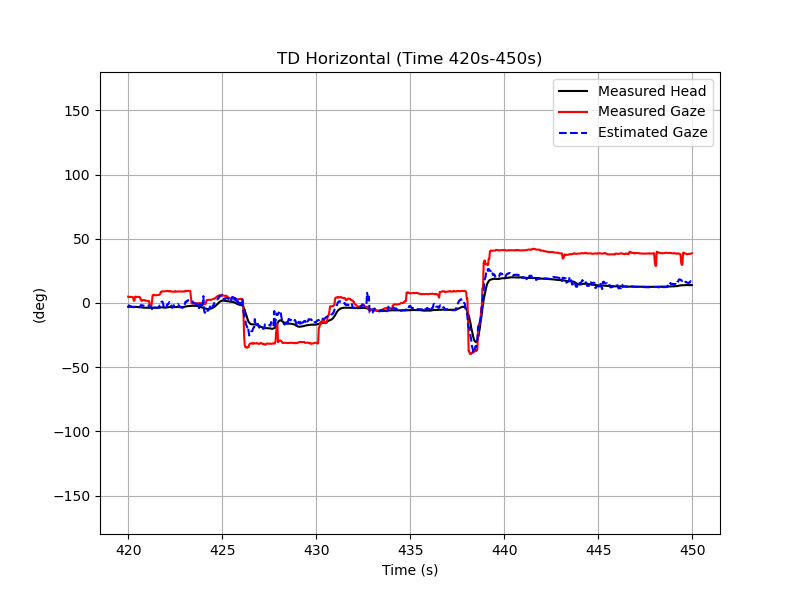 TD Horizontal (Time 420s-450s)
Measured Head
Measured Gaze
Estimated Gaze
150
100
50
0
−50
−100
−150
(deg)
420 425 430 435 440 445 450
Time (s)